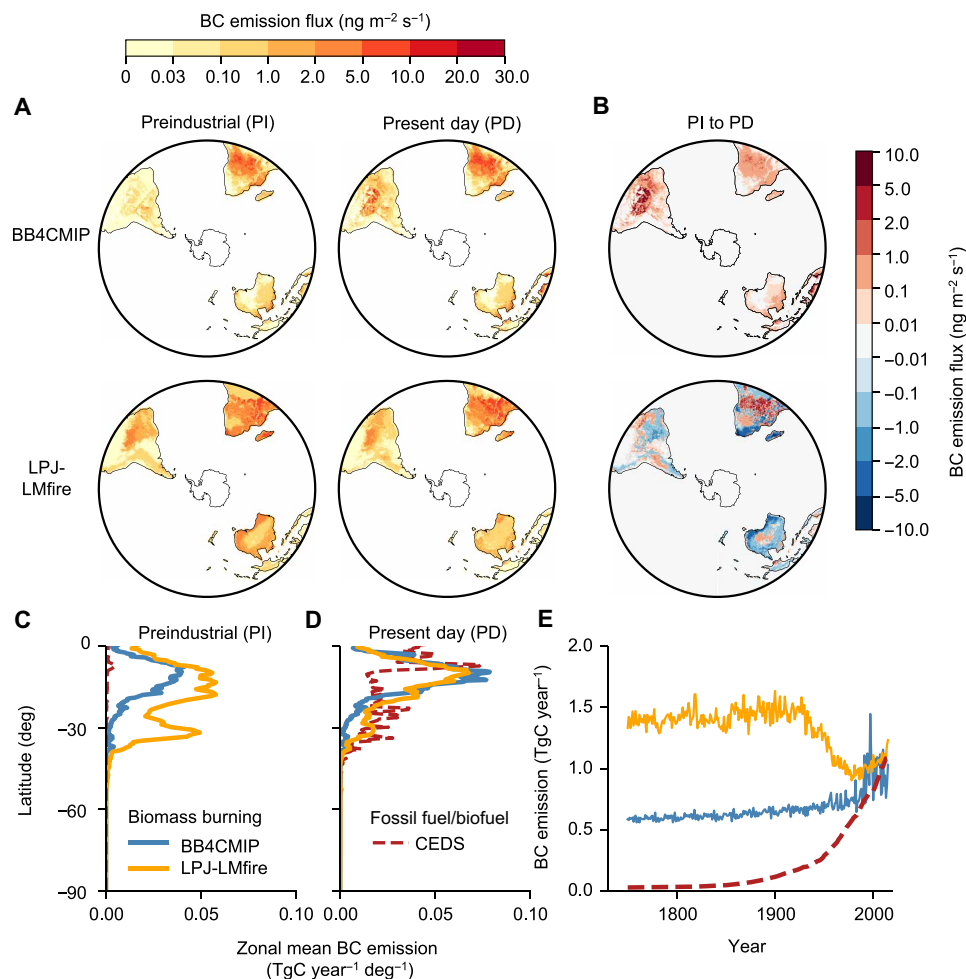 BC emission flux (ng m⁻² s⁻¹)
0 0.03 0.10 1.0 2.0 5.0 10.0 20.0 30.0
A
Preindustrial (PI)
Present day (PD)
B
PI to PD
BB4CMIP
LPJ-
LMfire
10.0
5.0
2.0
1.0
0.1
0.01
−0.01
−0.1
−1.0
−2.0
−5.0
−10.0
BC emission flux (ng m⁻² s⁻¹)
C
Preindustrial (PI)
0
−30
−60
−90
Latitude (deg)
Biomass burning
BB4CMIP
LPJ-LMfire
0.00 0.05 0.10
D
Present day (PD)
Fossil fuel/biofuel
CEDS
0.00 0.05 0.10
Zonal mean BC emission
(TgC year⁻¹ deg⁻¹)
E
2.0
1.5
1.0
0.5
0.0
BC emission (TgC year⁻¹)
1800 1900 2000
Year